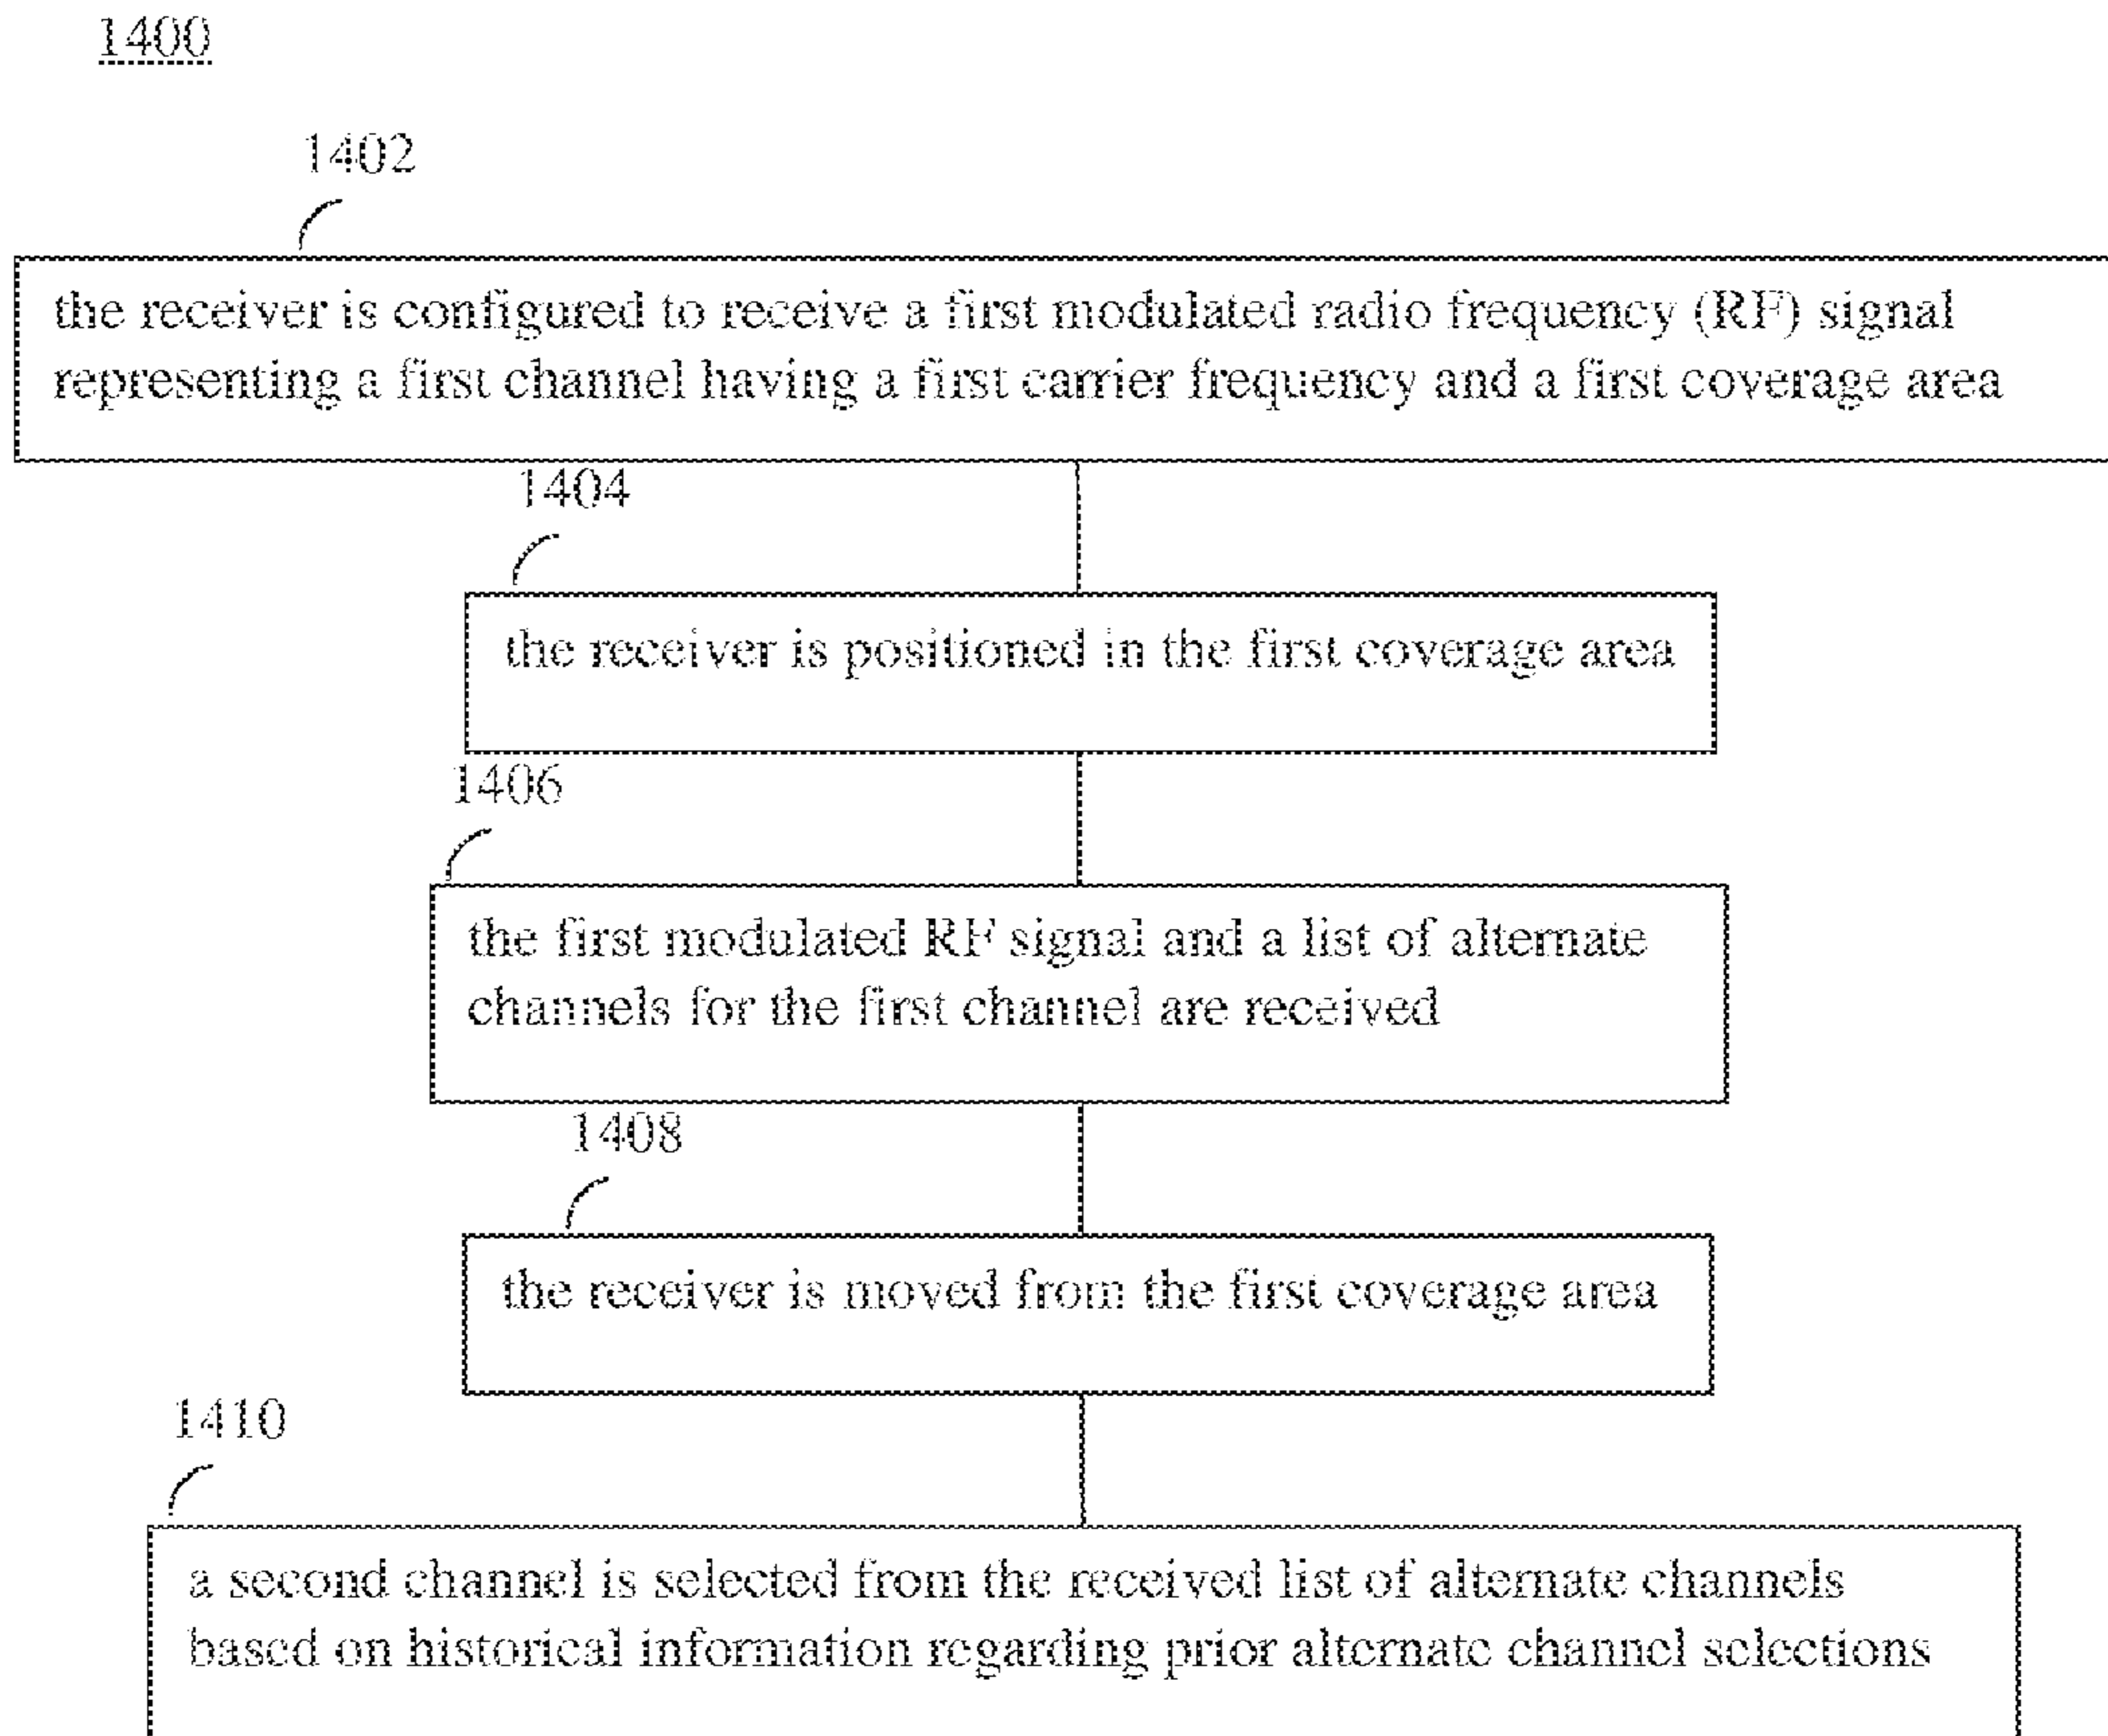 1400
1402
the receiver is configured to receive a first modulated radio frequency (RF) signal
representing a first channel having a first carrier frequency and a first coverage area
1404
the receiver is positioned in the first coverage area
1406
the first modulated RF signal and a list of alternate
channels for the first channel are received
1408
the receiver is moved from the first coverage area
1410
a second channel is selected from the received list of alternate channels
based on historical information regarding prior alternate channel selections